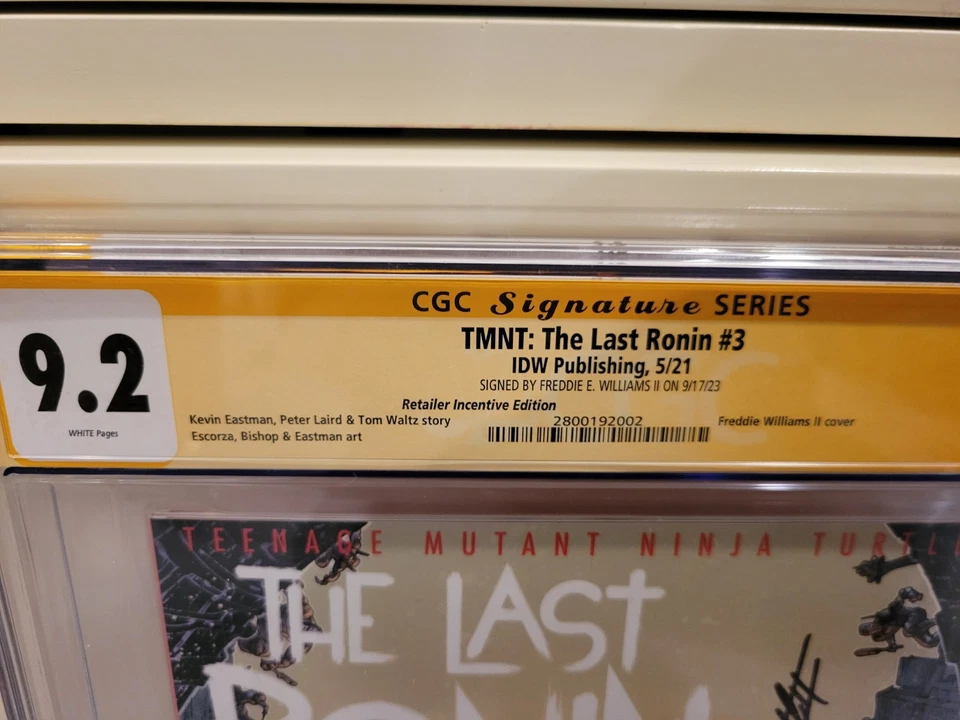 CGC Signature SERIES
9.2
WHITE Pages
TMNT: The Last Ronin #3
IDW Publishing, 5/21
SIGNED BY FREDDIE E. WILLIAMS II ON 9/17/23
Retailer Incentive Edition
Kevin Eastman, Peter Laird & Tom Waltz story
Escorza, Bishop & Eastman art
2800192002
Freddie Williams II cover
TEENAGE MUTANT NINJA TURTL
THE LAST
RONIN